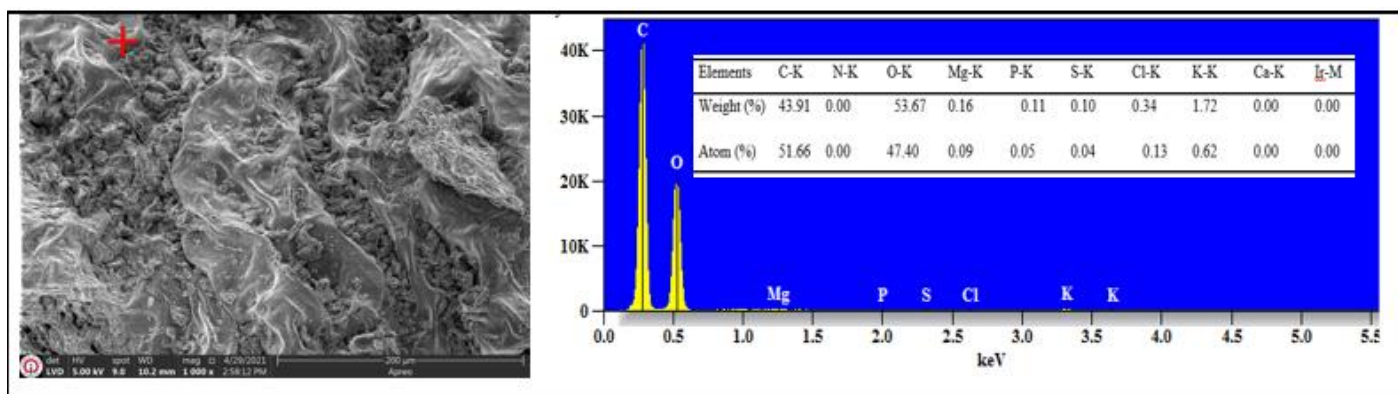 det HV spot WD mag □ 4/29/2021 200 µm
LVD 5.00 kV 9.0 10.2 mm 1 000 x 2:58:12 PM Apreo
40K
30K
20K
10K
0
C
O
Mg P S Cl K K
0.0 0.5 1.0 1.5 2.0 2.5 3.0 3.5 4.0 4.5 5.0 5.5
keV
Elements C-K N-K O-K Mg-K P-K S-K Cl-K K-K Ca-K Ir-M
Weight (%) 43.91 0.00 53.67 0.16 0.11 0.10 0.34 1.72 0.00 0.00
Atom (%) 51.66 0.00 47.40 0.09 0.05 0.04 0.13 0.62 0.00 0.00